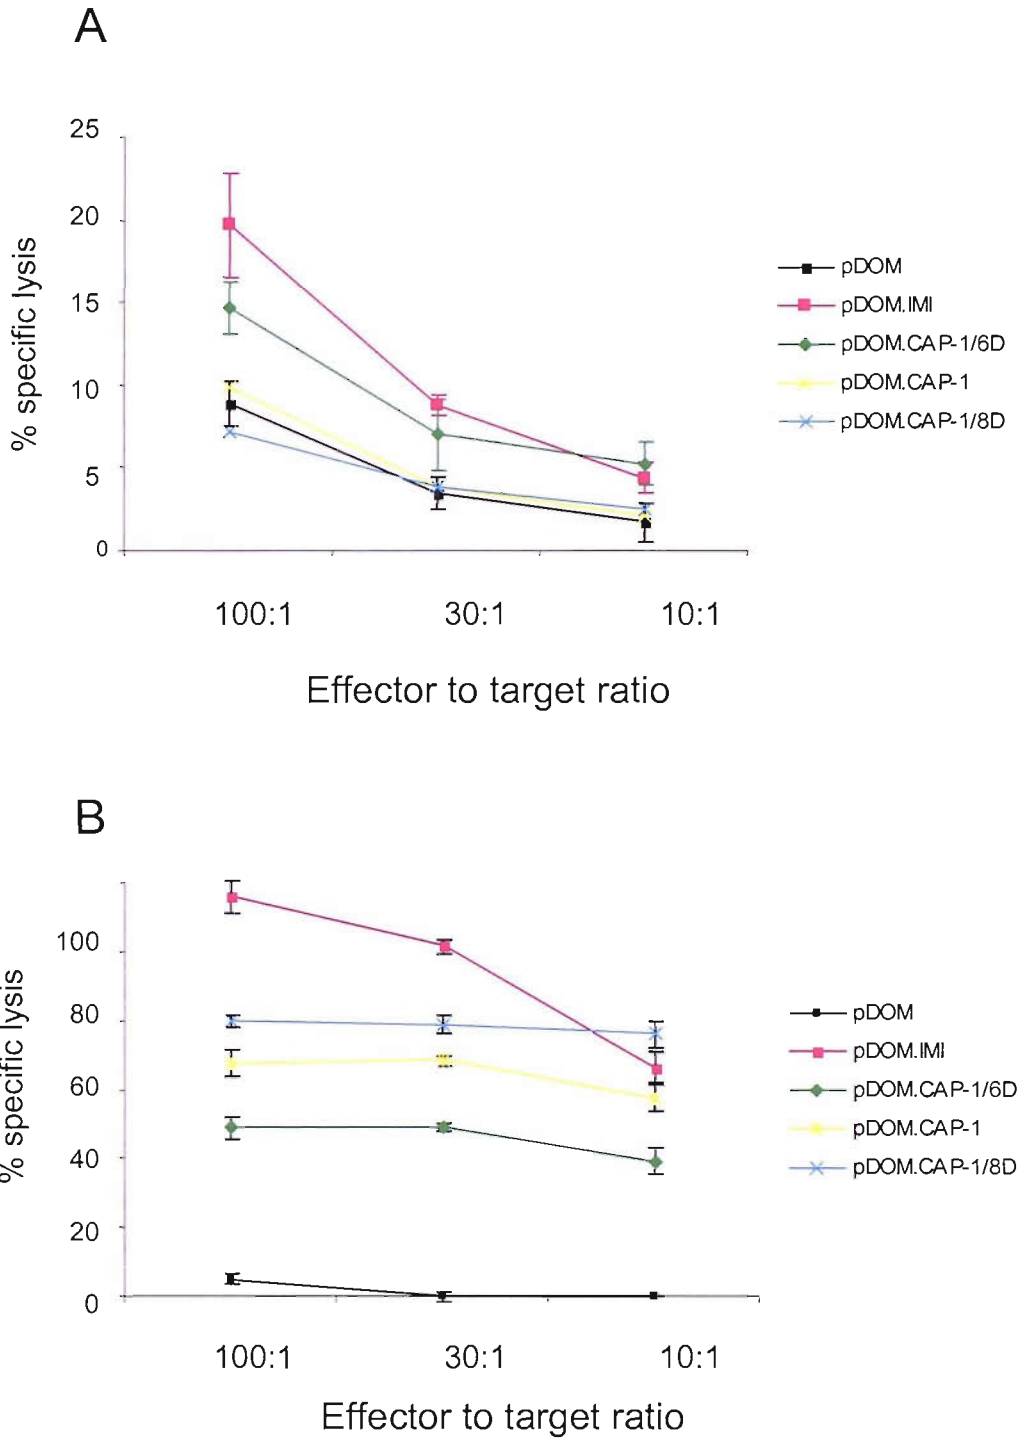 A
25
20
15
10
5
0
% specific lysis
100:1 30:1 10:1
Effector to target ratio
pDOM
pDOM.IMI
pDOM.CAP-1/6D
pDOM.CAP-1
pDOM.CAP-1/8D
B
100
80
60
40
20
0
% specific lysis
100:1 30:1 10:1
Effector to target ratio
pDOM
pDOM.IMI
pDOM.CAP-1/6D
pDOM.CAP-1
pDOM.CAP-1/8D